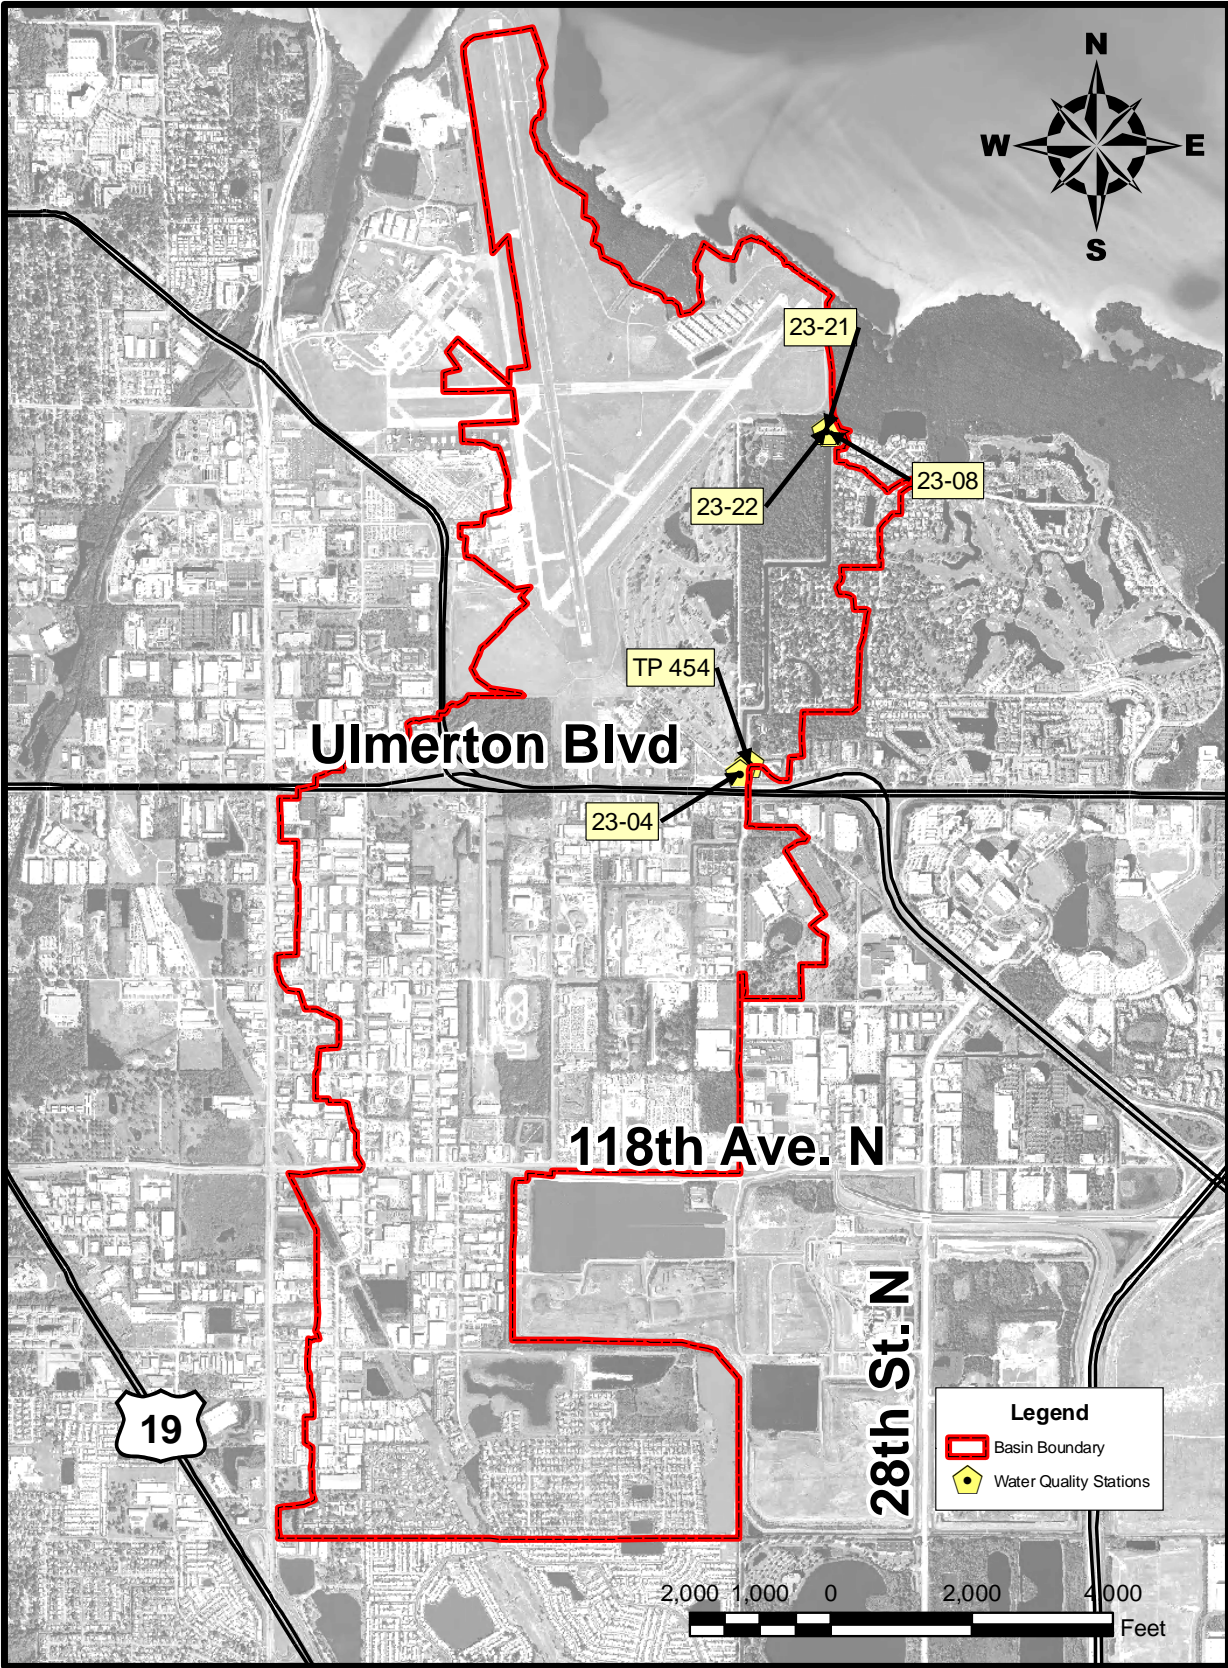 N
W E
S
23-21
23-08
23-22
TP 454
Ulmerton Blvd
23-04
118th Ave. N
28th St. N
19
Legend
Basin Boundary
Water Quality Stations
2,000 1,000 0 2,000 4,000
Feet